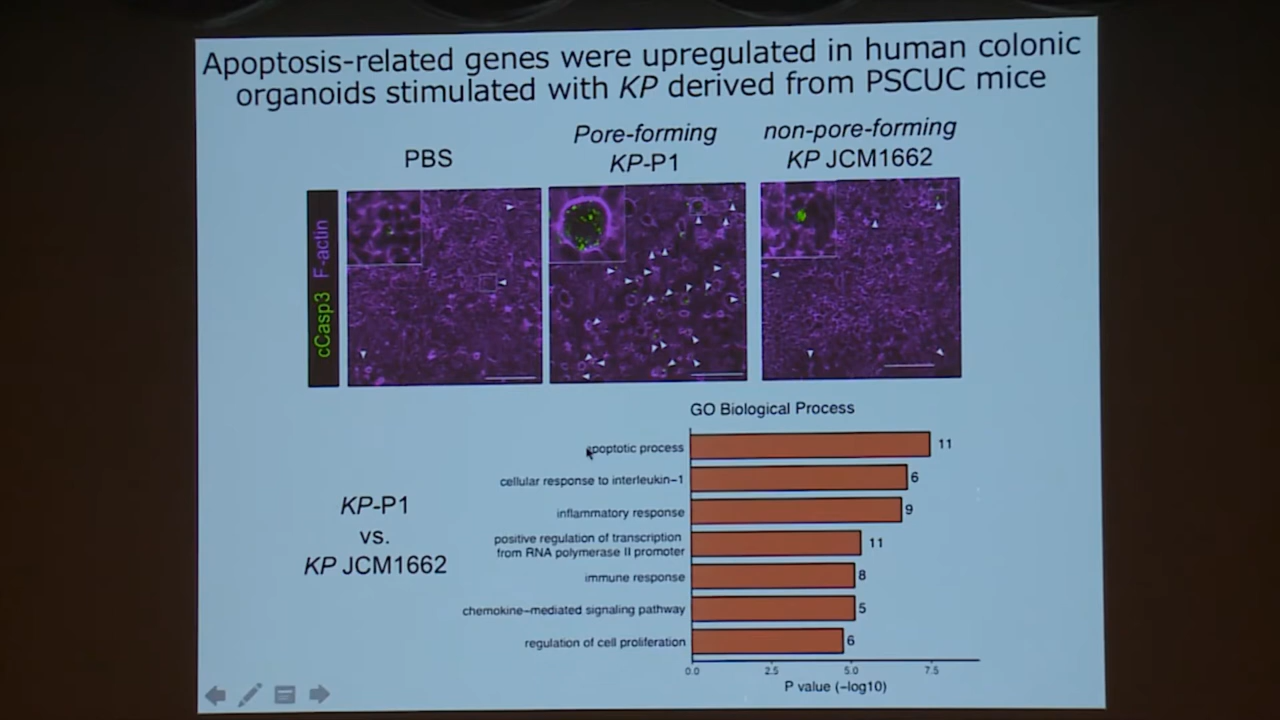 Apoptosis-related genes were upregulated in human colonic
organoids stimulated with KP derived from PSCUC mice
PBS
Pore-forming
KP-P1
non-pore-forming
KP JCM1662
cCasp3 F-actin
GO Biological Process
apoptotic process
11
cellular response to interleukin-1
6
inflammatory response
9
positive regulation of transcription
from RNA polymerase II promoter
11
immune response
8
chemokine-mediated signaling pathway
5
regulation of cell proliferation
6
KP-P1
vs.
KP JCM1662
0.0 2.5 5.0 7.5
P value (-log10)